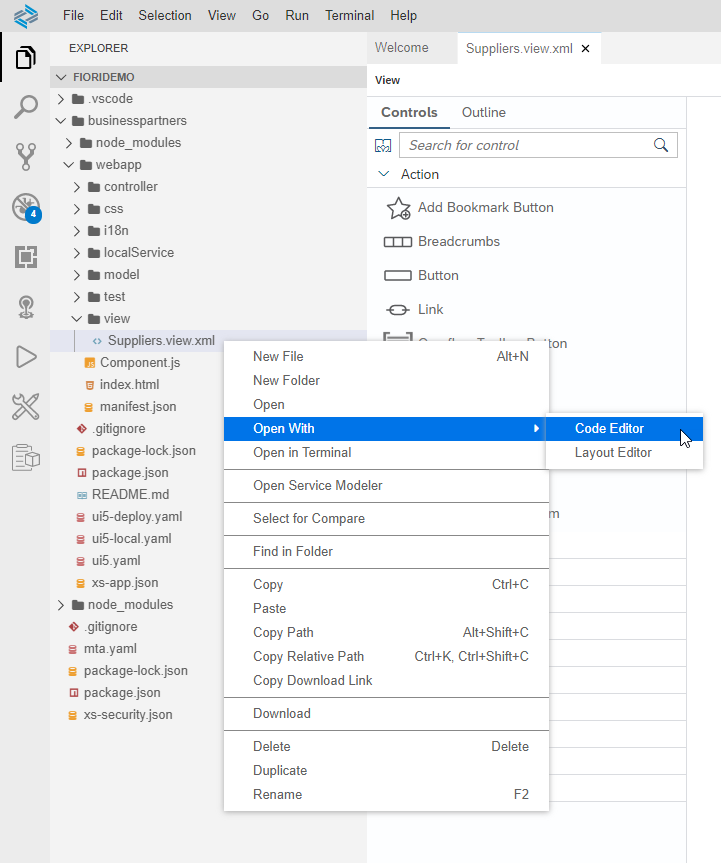 File Edit Selection View Go Run Terminal Help
EXPLORER
FIORIDEMO
.vscode
businesspartners
node_modules
webapp
controller
css
i18n
localService
model
test
view
Suppliers.view.xml
Component.js
index.html
manifest.json
.gitignore
package-lock.json
package.json
README.md
ui5-deploy.yaml
ui5-local.yaml
ui5.yaml
xs-app.json
node_modules
.gitignore
mta.yaml
package-lock.json
package.json
xs-security.json
4
Welcome Suppliers.view.xml
View
Controls Outline
Search for control
Action
Add Bookmark Button
Breadcrumbs
Button
Link
New File Alt+N
New Folder
Open
Open With
Open in Terminal
Open Service Modeler
Select for Compare
Find in Folder
Copy Ctrl+C
Paste
Copy Path Alt+Shift+C
Copy Relative Path Ctrl+K, Ctrl+Shift+C
Copy Download Link
Download
Delete Delete
Duplicate
Rename F2
Code Editor
Layout Editor